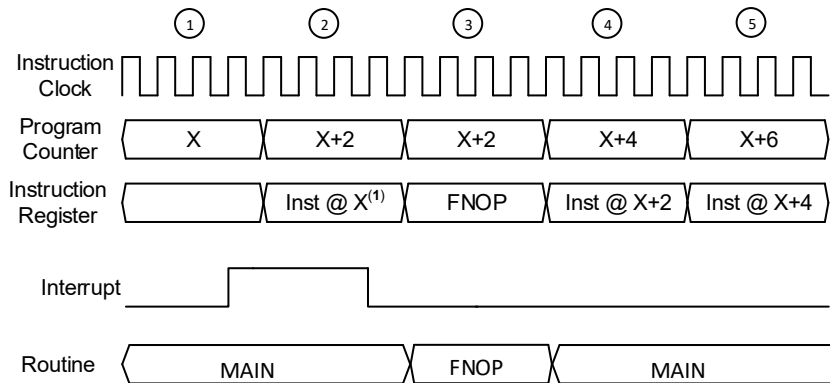 1 2 3 4 5
Instruction
Clock
Program
Counter
X X+2 X+2 X+4 X+6
Instruction
Register
Inst @ X(1) FNOP Inst @ X+2 Inst @ X+4
Interrupt
Routine MAIN FNOP MAIN